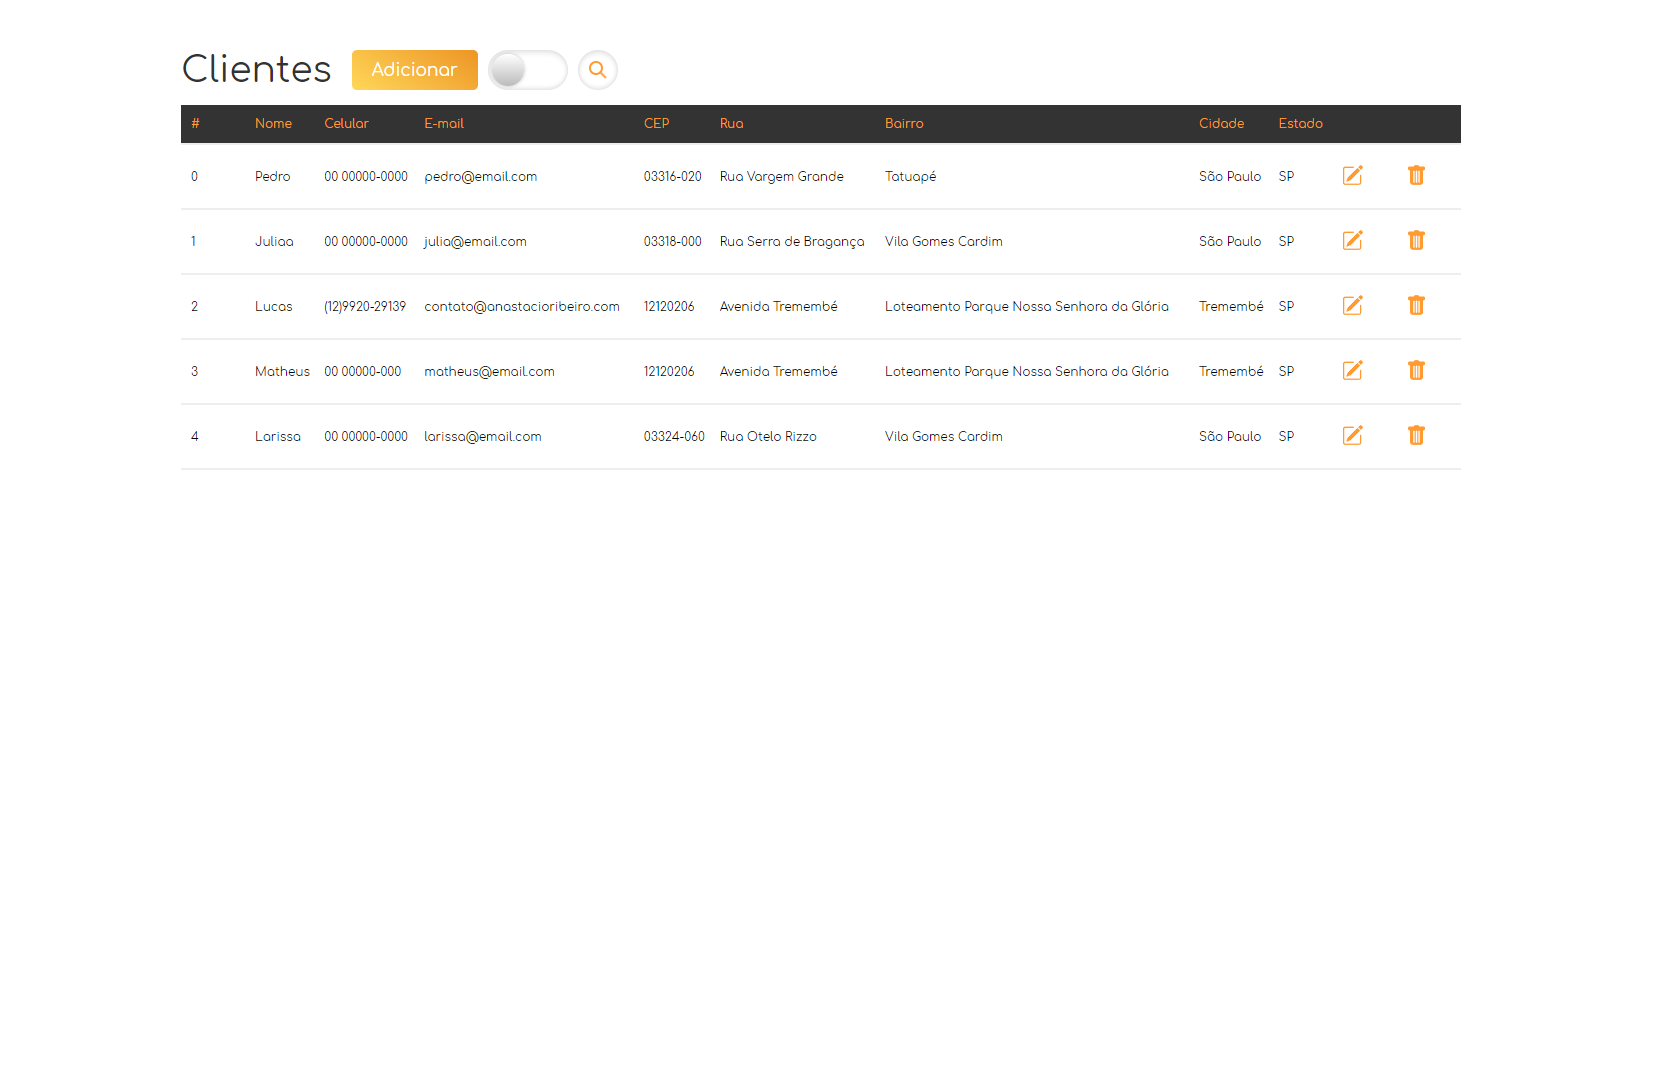 Clientes Adicionar
# Nome Celular E-mail CEP Rua Bairro Cidade Estado
0 Pedro 00 00000-0000 pedro@email.com 03316-020 Rua Vargem Grande Tatuapé São Paulo SP
1 Juliaa 00 00000-0000 julia@email.com 03318-000 Rua Serra de Bragança Vila Gomes Cardim São Paulo SP
2 Lucas (12)9920-29139 contato@anastacioribeiro.com 12120206 Avenida Tremembé Loteamento Parque Nossa Senhora da Glória Tremembé SP
3 Matheus 00 00000-000 matheus@email.com 12120206 Avenida Tremembé Loteamento Parque Nossa Senhora da Glória Tremembé SP
4 Larissa 00 00000-0000 larissa@email.com 03324-060 Rua Otelo Rizzo Vila Gomes Cardim São Paulo SP